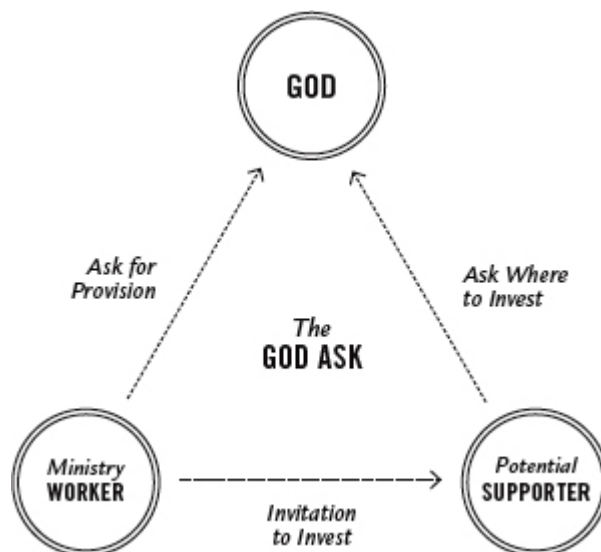 GOD
Ask for
Provision
Ask Where
to Invest
The
GOD ASK
Ministry
WORKER
Potential
SUPPORTER
Invitation
to Invest